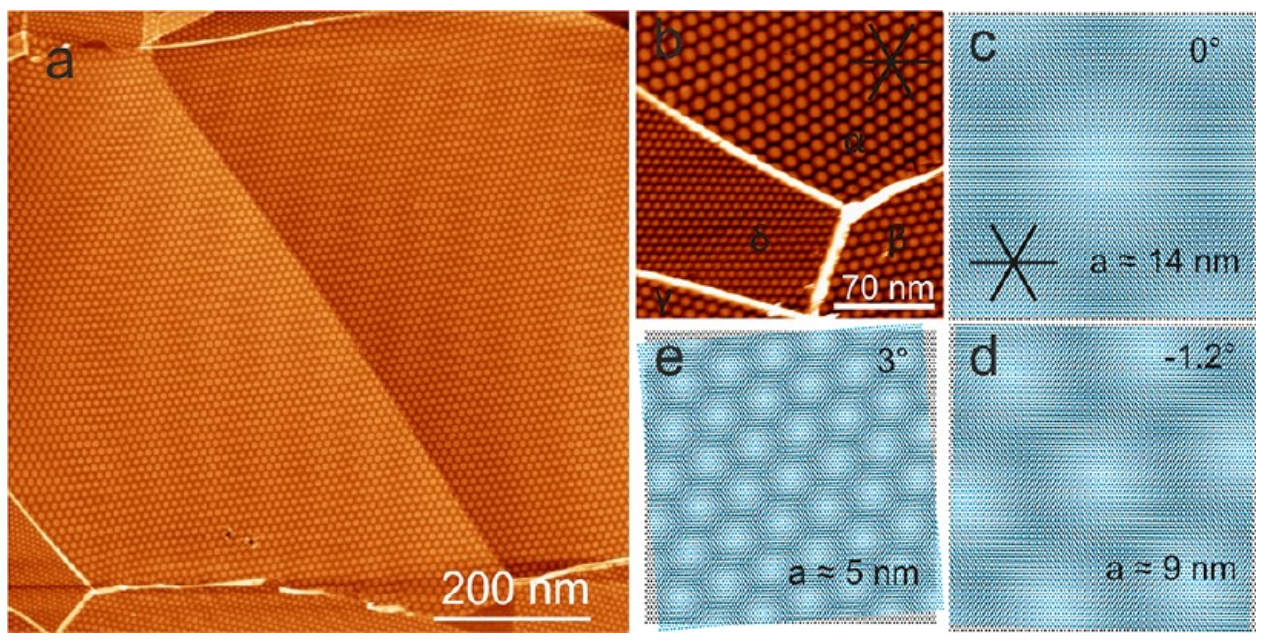 a
200 nm
b
α
δ
β
γ
70 nm
c
0°
a ≈ 14 nm
e
3°
a ≈ 5 nm
d
-1.2°
a ≈ 9 nm